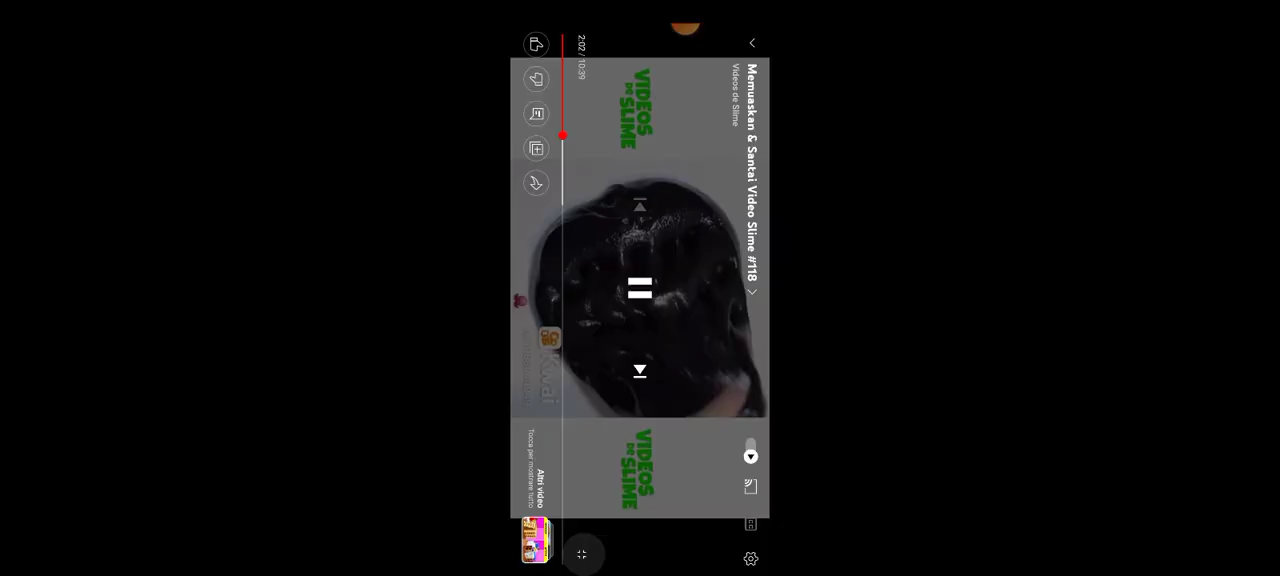 Memuaskan & Santai Video Slime #118
Videos de Slime
VIDEOS
DE SLIME
VIDEOS
DE SLIME
Kwai
2:02 / 10:39
Altri video
Tocca per mostrare tutto